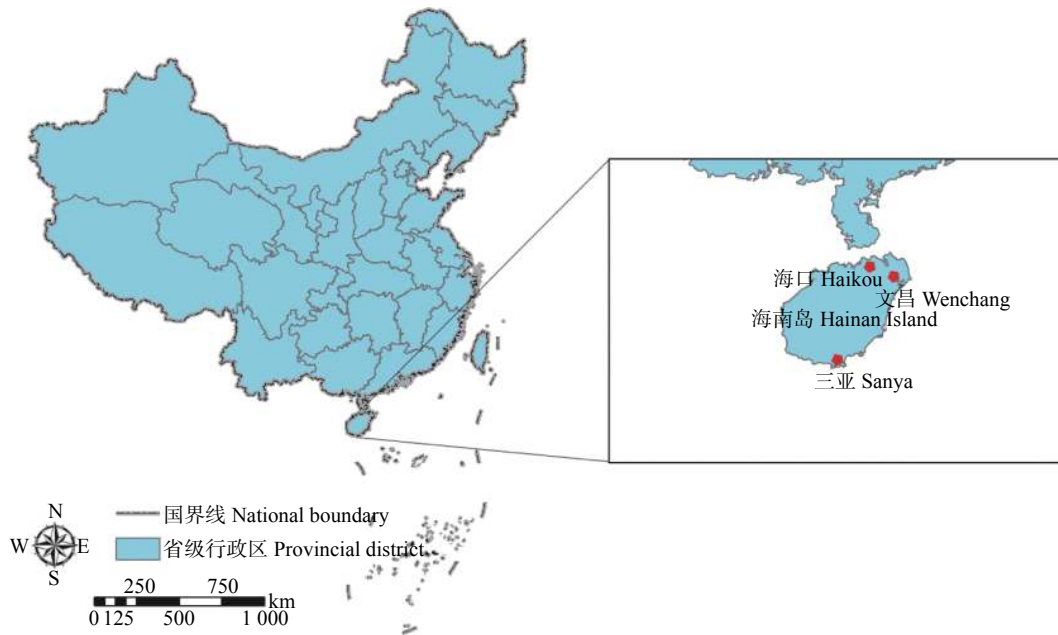 海口 Haikou
文昌 Wenchang
海南岛 Hainan Island
三亚 Sanya
N
W E
S
国界线 National boundary
省级行政区 Provincial district
250 750
km
0 125 500 1 000